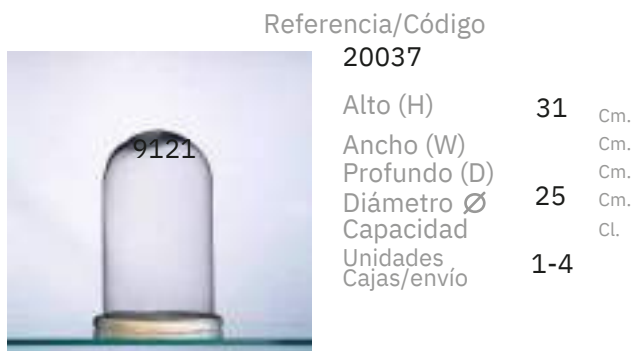 Referencia/Código
20037
9121
Alto (H) 31 Cm.
Ancho (W) Cm.
Profundo (D) Cm.
Diámetro Ø 25 Cm.
Capacidad Cl.
Unidades
Cajas/envío 1-4